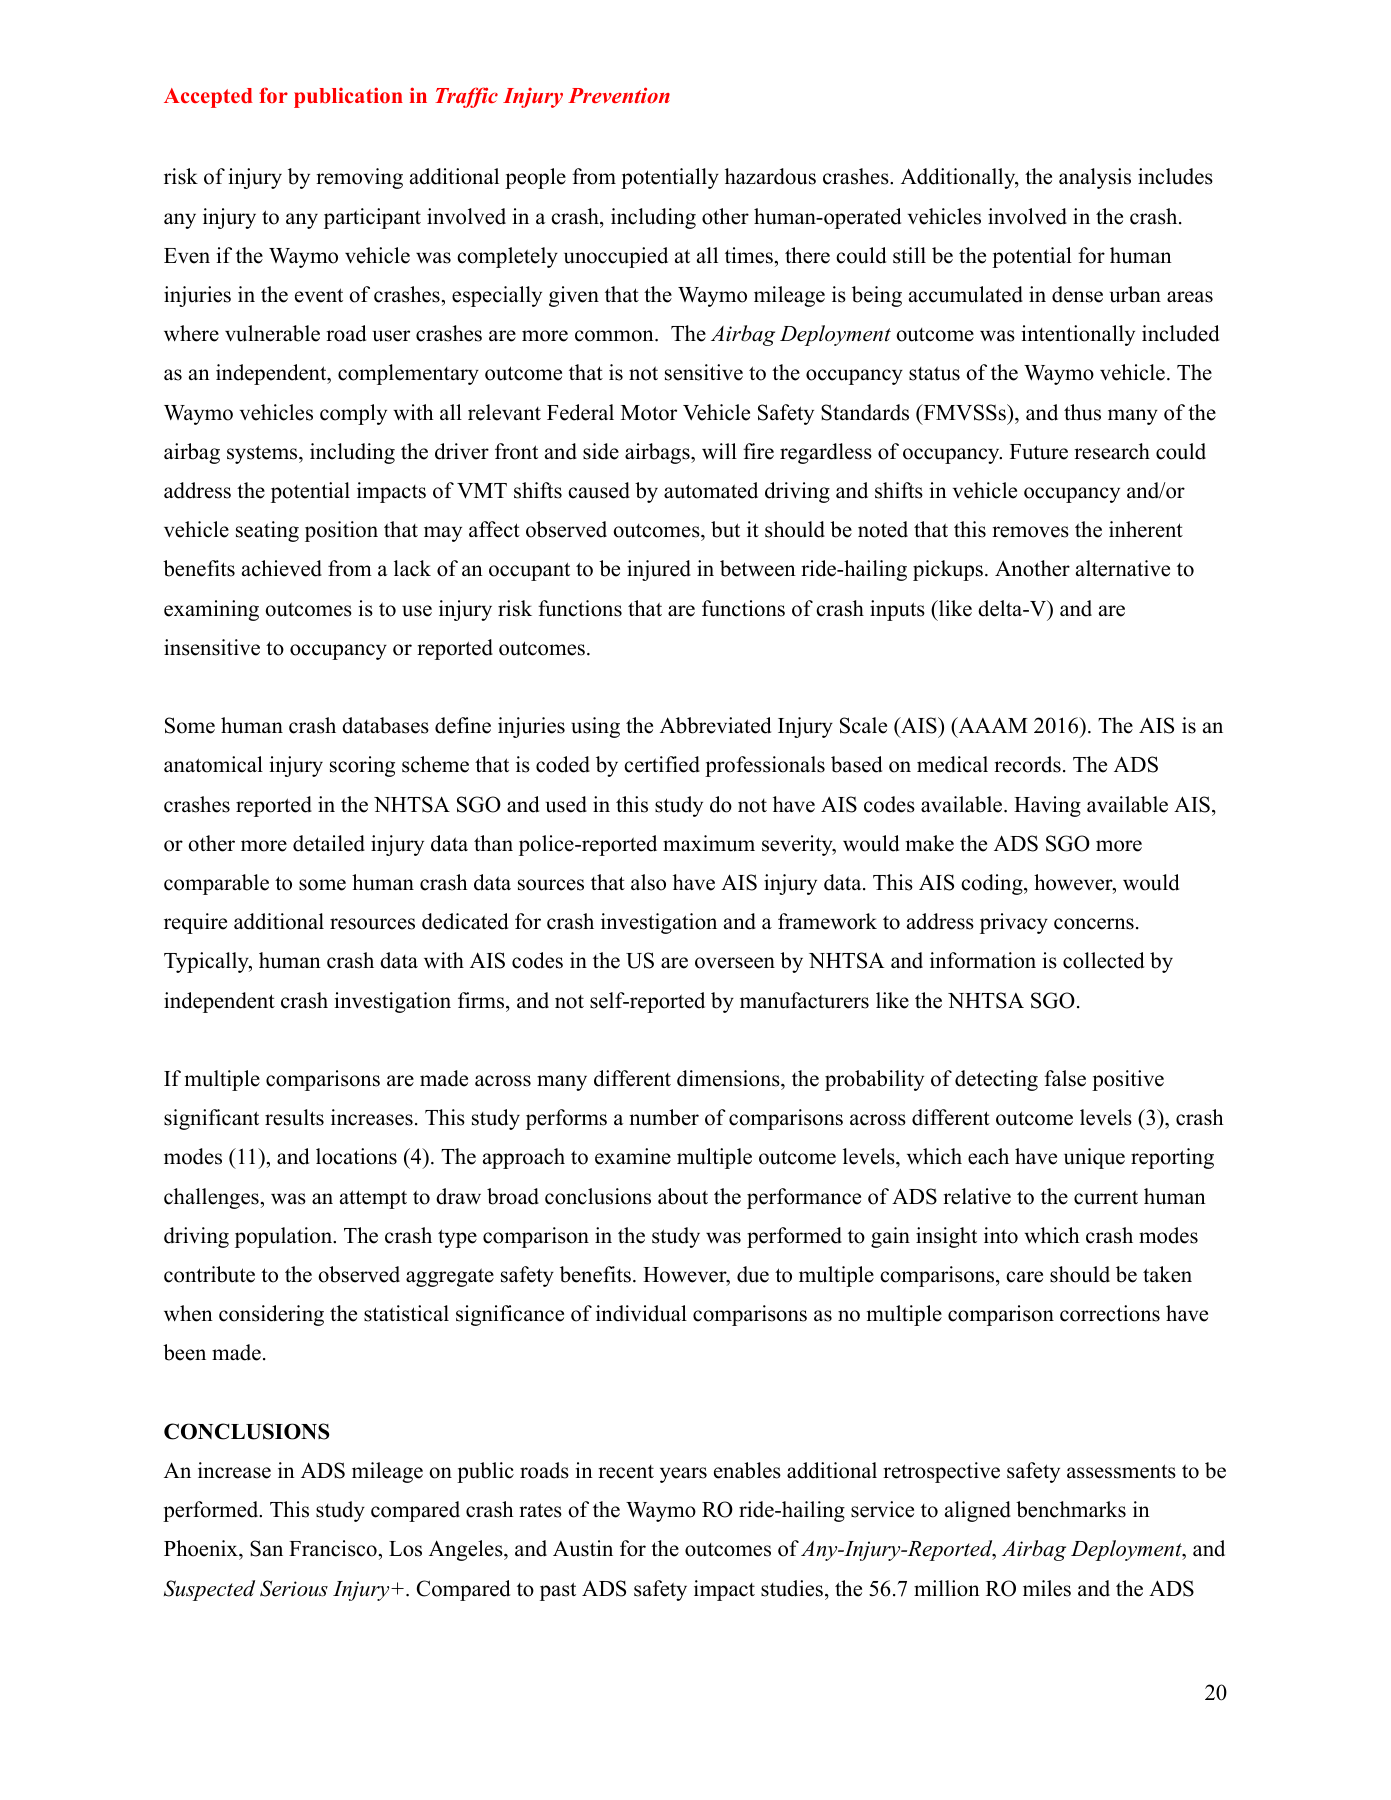 Accepted for publication in Traffic Injury Prevention
risk of injury by removing additional people from potentially hazardous crashes. Additionally, the analysis includes
any injury to any participant involved in a crash, including other human-operated vehicles involved in the crash.
Even if the Waymo vehicle was completely unoccupied at all times, there could still be the potential for human
injuries in the event of crashes, especially given that the Waymo mileage is being accumulated in dense urban areas
where vulnerable road user crashes are more common.  The Airbag Deployment outcome was intentionally included
as an independent, complementary outcome that is not sensitive to the occupancy status of the Waymo vehicle. The
Waymo vehicles comply with all relevant Federal Motor Vehicle Safety Standards (FMVSSs), and thus many of the
airbag systems, including the driver front and side airbags, will fire regardless of occupancy. Future research could
address the potential impacts of VMT shifts caused by automated driving and shifts in vehicle occupancy and/or
vehicle seating position that may affect observed outcomes, but it should be noted that this removes the inherent
benefits achieved from a lack of an occupant to be injured in between ride-hailing pickups. Another alternative to
examining outcomes is to use injury risk functions that are functions of crash inputs (like delta-V) and are
insensitive to occupancy or reported outcomes.
Some human crash databases define injuries using the Abbreviated Injury Scale (AIS) (AAAM 2016). The AIS is an
anatomical injury scoring scheme that is coded by certified professionals based on medical records. The ADS
crashes reported in the NHTSA SGO and used in this study do not have AIS codes available. Having available AIS,
or other more detailed injury data than police-reported maximum severity, would make the ADS SGO more
comparable to some human crash data sources that also have AIS injury data. This AIS coding, however, would
require additional resources dedicated for crash investigation and a framework to address privacy concerns.
Typically, human crash data with AIS codes in the US are overseen by NHTSA and information is collected by
independent crash investigation firms, and not self-reported by manufacturers like the NHTSA SGO.
If multiple comparisons are made across many different dimensions, the probability of detecting false positive
significant results increases. This study performs a number of comparisons across different outcome levels (3), crash
modes (11), and locations (4). The approach to examine multiple outcome levels, which each have unique reporting
challenges, was an attempt to draw broad conclusions about the performance of ADS relative to the current human
driving population. The crash type comparison in the study was performed to gain insight into which crash modes
contribute to the observed aggregate safety benefits. However, due to multiple comparisons, care should be taken
when considering the statistical significance of individual comparisons as no multiple comparison corrections have
been made.
CONCLUSIONS
An increase in ADS mileage on public roads in recent years enables additional retrospective safety assessments to be
performed. This study compared crash rates of the Waymo RO ride-hailing service to aligned benchmarks in
Phoenix, San Francisco, Los Angeles, and Austin for the outcomes of Any-Injury-Reported, Airbag Deployment, and
Suspected Serious Injury+. Compared to past ADS safety impact studies, the 56.7 million RO miles and the ADS
20